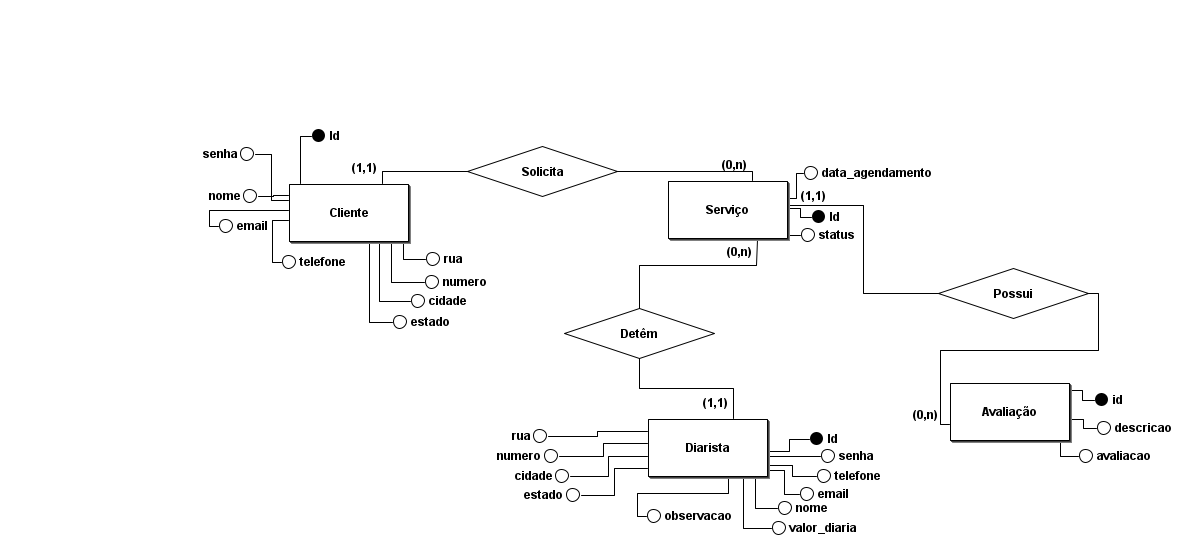 Id
senha
(1,1)
Solicita
(0,n)
data_agendamento
nome
(1,1)
Cliente
Serviço
Id
email
status
(0,n)
telefone
rua
numero
cidade
estado
Possui
Detêm
(1,1)
(0,n)
Avaliação
id
descricao
avaliacao
rua
numero
cidade
estado
Diarista
Id
senha
telefone
email
nome
observacao
valor_diaria